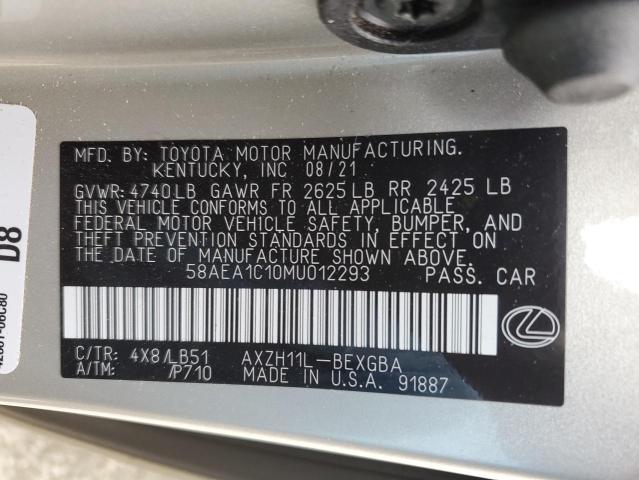 MFD. BY: TOYOTA MOTOR MANUFACTURING.
KENTUCKY, INC 08/21
GVWR: 4740LB GAWR FR 2625LB RR 2425 LB
THIS VEHICLE CONFORMS TO ALL APPLICABLE
FEDERAL MOTOR VEHICLE SAFETY, BUMPER, AND
THEFT PREVENTION STANDARDS IN EFFECT ON
THE DATE OF MANUFACTURE SHOWN ABOVE.
58AEA1C10MU012293 PASS. CAR
C/TR: 4X8/LB51 AXZH11L-BEXGBA
A/TM: /P710 MADE IN U.S.A. 91887
D8